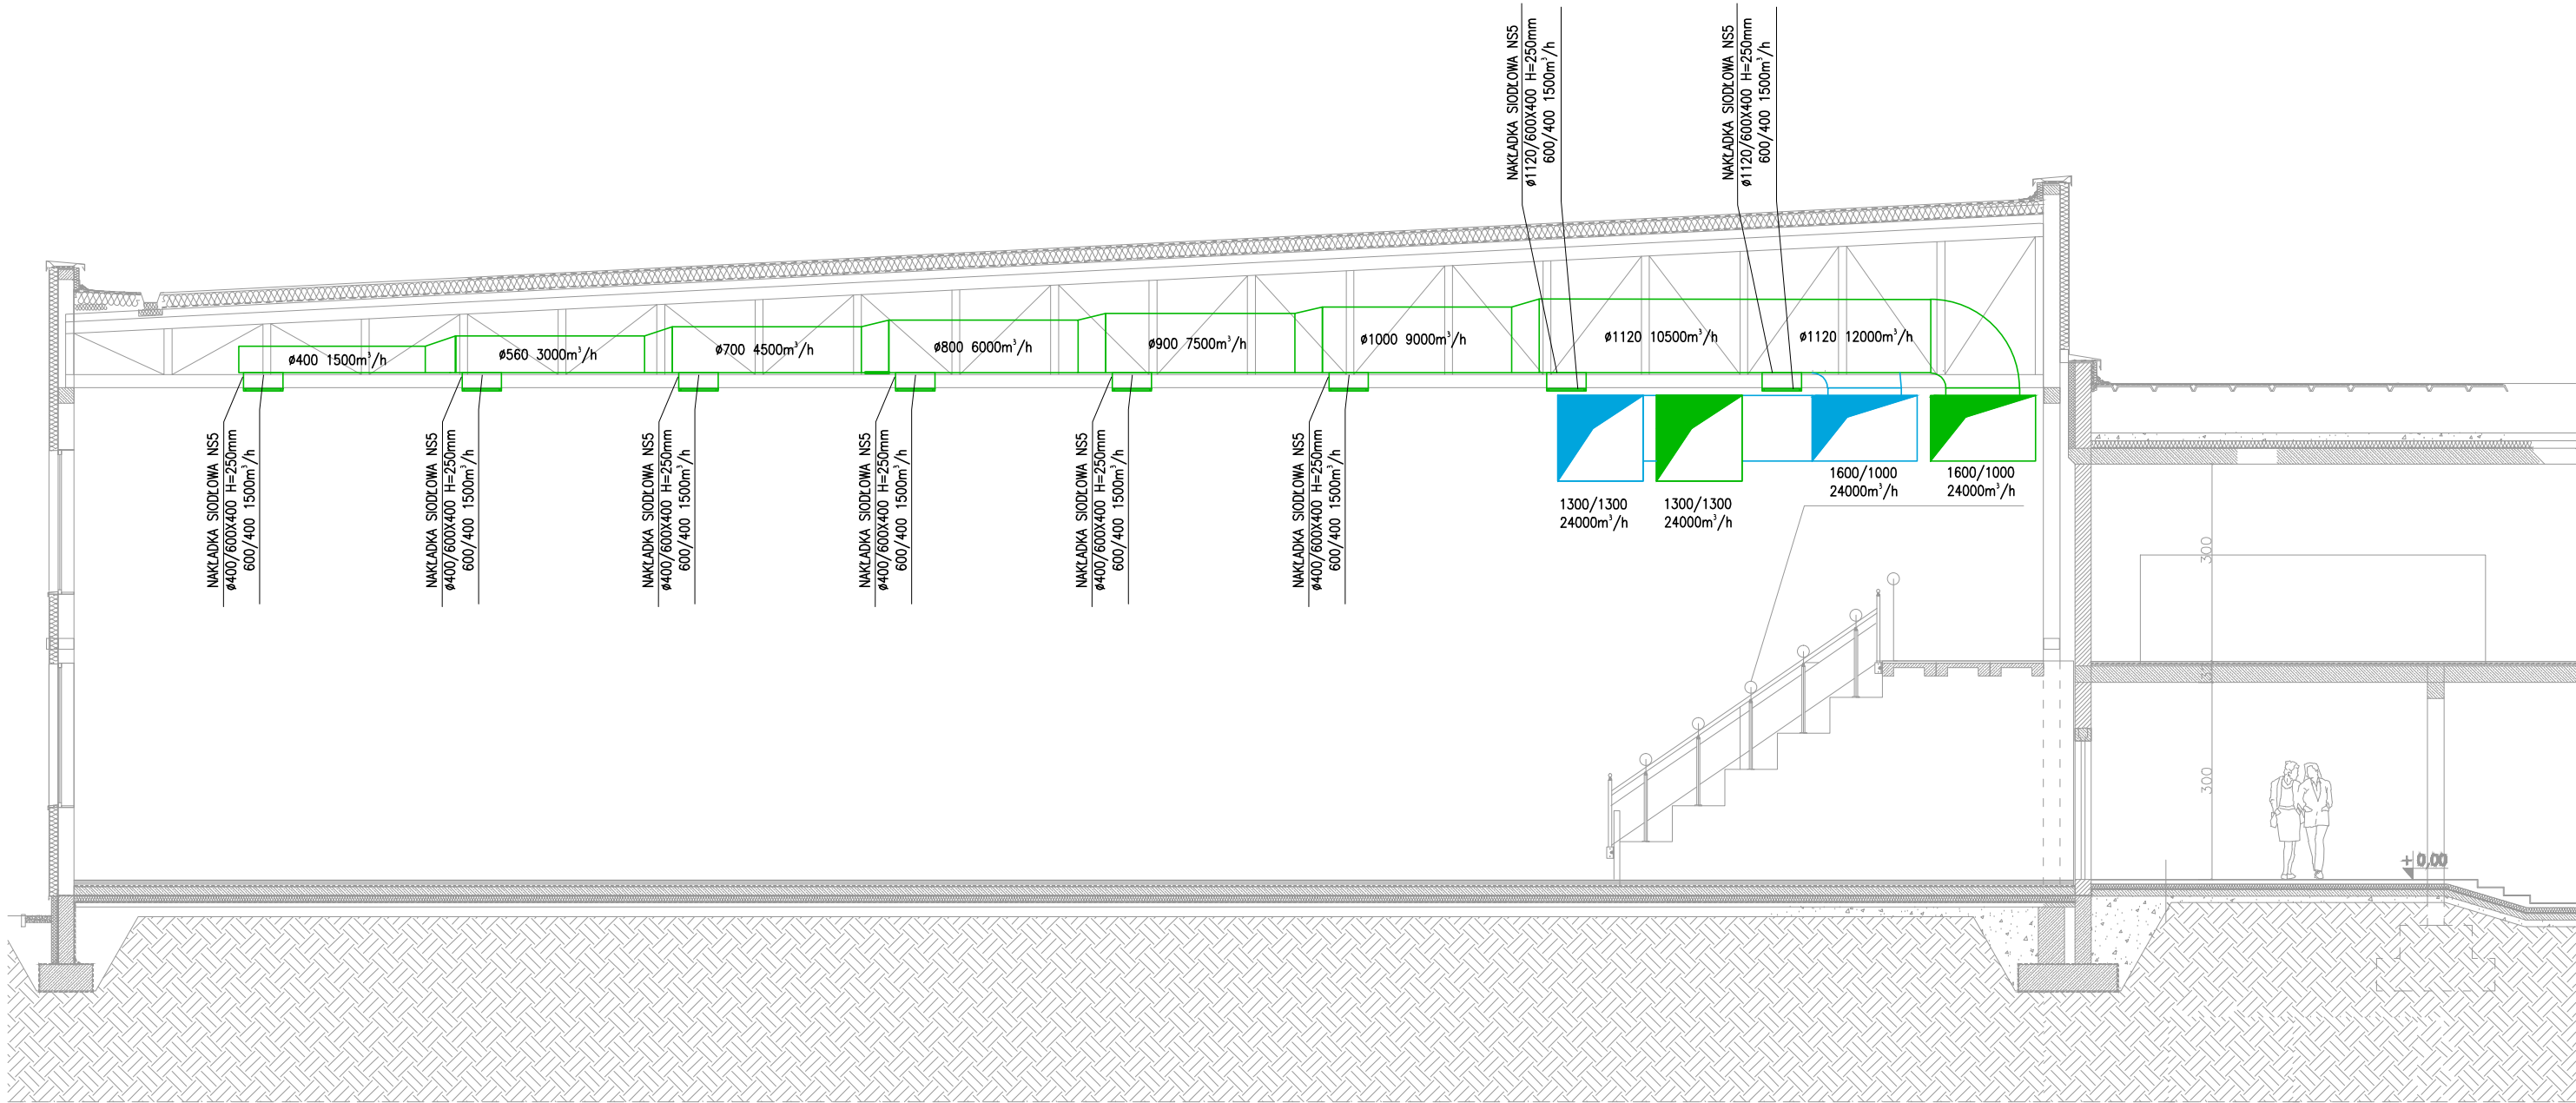 NAKŁADKA SIODŁOWA NS5
ø1120/600X400 H=250mm
600/400 1500m³/h
NAKŁADKA SIODŁOWA NS5
ø1120/600X400 H=250mm
600/400 1500m³/h
ø400 1500m³/h
ø560 3000m³/h
ø700 4500m³/h
ø800 6000m³/h
ø900 7500m³/h
ø1000 9000m³/h
ø1120 10500m³/h
ø1120 12000m³/h
NAKŁADKA SIODŁOWA NS5
ø400/600X400 H=250mm
600/400 1500m³/h
NAKŁADKA SIODŁOWA NS5
ø400/600X400 H=250mm
600/400 1500m³/h
NAKŁADKA SIODŁOWA NS5
ø400/600X400 H=250mm
600/400 1500m³/h
NAKŁADKA SIODŁOWA NS5
ø400/600X400 H=250mm
600/400 1500m³/h
NAKŁADKA SIODŁOWA NS5
ø400/600X400 H=250mm
600/400 1500m³/h
NAKŁADKA SIODŁOWA NS5
ø400/600X400 H=250mm
600/400 1500m³/h
1300/1300
24000m³/h
1300/1300
24000m³/h
1600/1000
24000m³/h
1600/1000
24000m³/h
300
300
+ 0,00